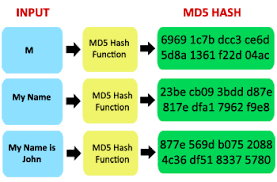 INPUT
MD5 HASH
M
MD5 Hash
Function
6969 1c7b dcc3 ce6d
5d8a 1361 f22d 04ac
My Name
MD5 Hash
Function
23be cb09 3bdd d87e
817e dfa1 7962 f9e8
My Name is
John
MD5 Hash
Function
877e 569d b075 2088
4c36 df51 8337 5780